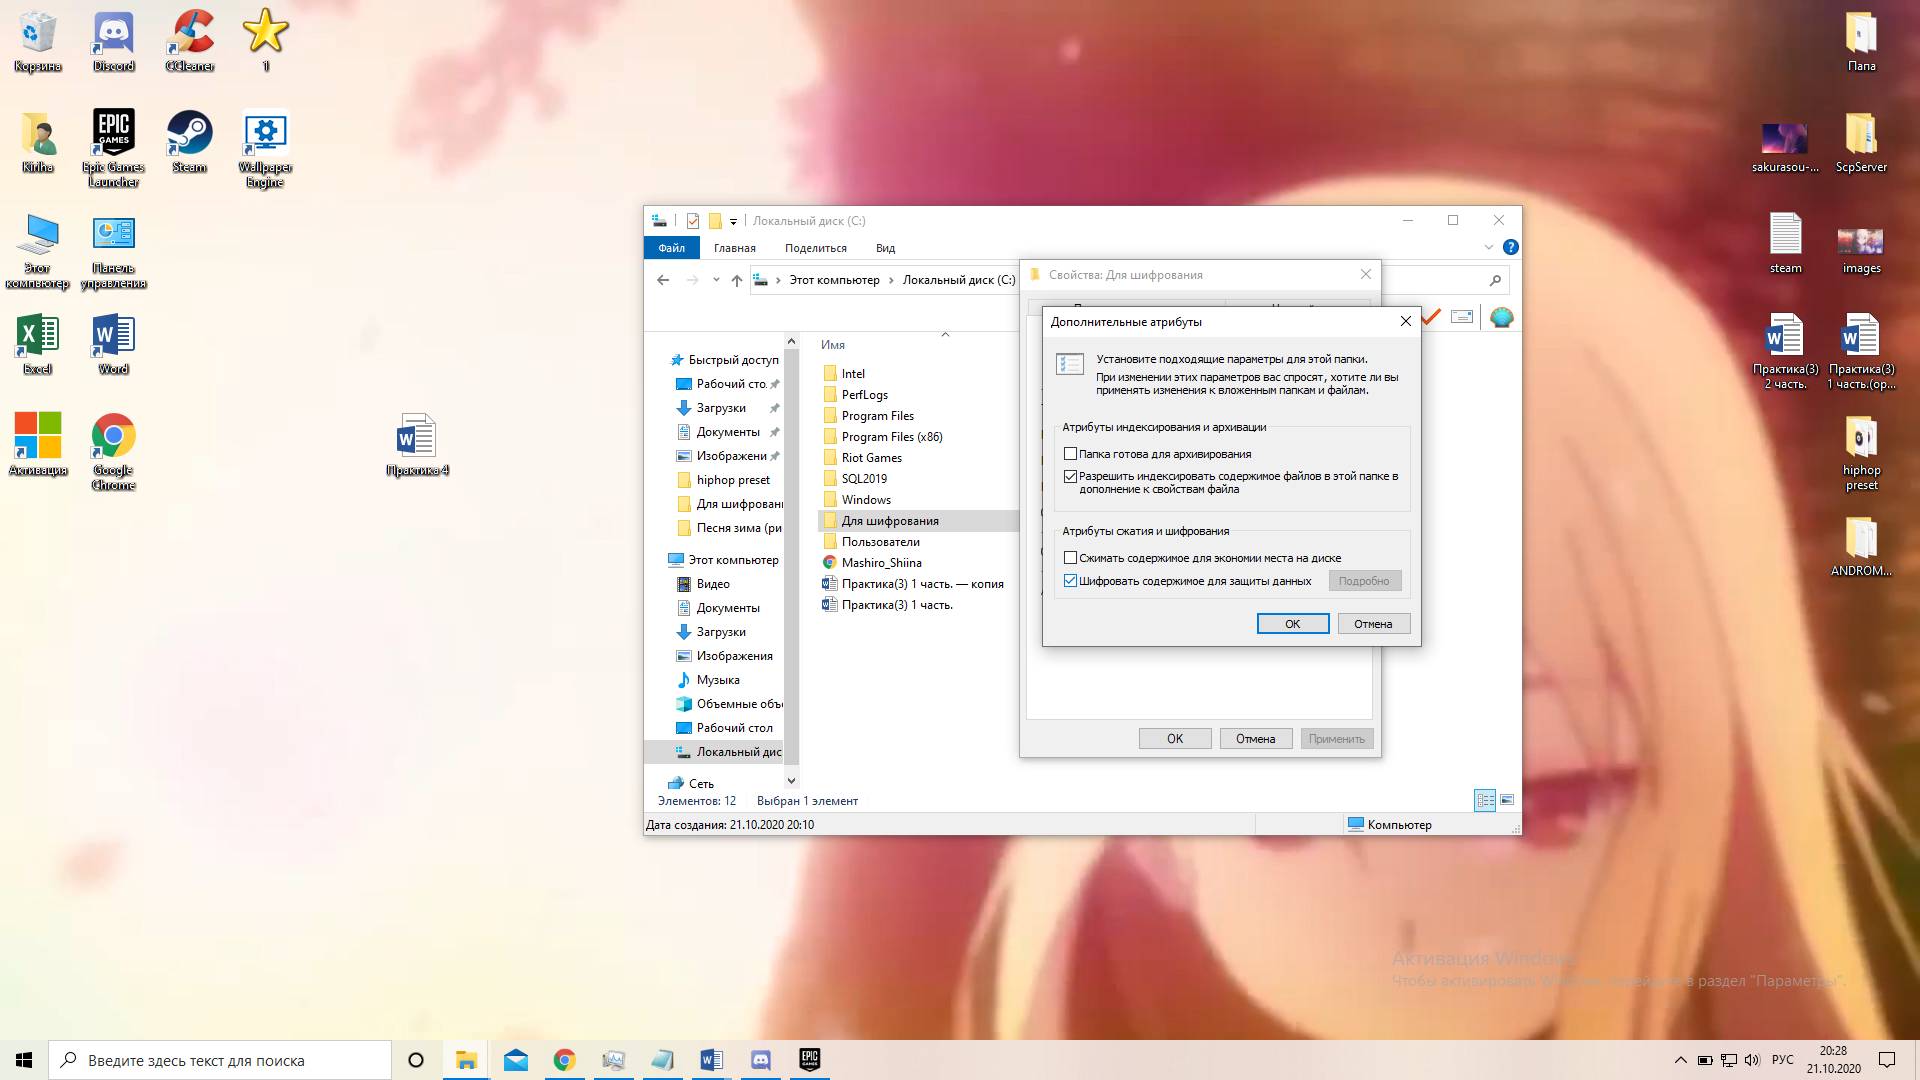 Корзина
Discord
CCleaner
1
Kiriha
Epic Games
Launcher
Steam
Wallpaper
Engine
Этот
компьютер
Панель
управления
Excel
Word
Активация
Google
Chrome
Практика 4
Папа
sakurasou-...
ScpServer
steam
images
Практика(3)
2 часть.
Практика(3)
1 часть.(ор...
hiphop
preset
ANDROM...
Локальный диск (C:)
Файл
Главная
Поделиться
Вид
Этот компьютер
Локальный диск (C:)
Имя
Быстрый доступ
Рабочий сто.
Загрузки
Документы
Изображени
hiphop preset
Для шифрован
Песня зима (ри
Этот компьютер
Видео
Документы
Загрузки
Изображения
Музыка
Объемные объ
Рабочий стол
Локальный дис
Сеть
Intel
PerfLogs
Program Files
Program Files (x86)
Riot Games
SQL2019
Windows
Для шифрования
Пользователи
Mashiro_Shiina
Практика(3) 1 часть. — копия
Практика(3) 1 часть.
Элементов: 12
Выбран 1 элемент
Дата создания: 21.10.2020 20:10
Компьютер
Свойства: Для шифрования
OK
Отмена
Применить
Дополнительные атрибуты
Установите подходящие параметры для этой папки.
При изменении этих параметров вас спросят, хотите ли вы
применять изменения к вложенным папкам и файлам.
Атрибуты индексирования и архивации
Папка готова для архивирования
Разрешить индексировать содержимое файлов в этой папке в
дополнение к свойствам файла
Атрибуты сжатия и шифрования
Сжимать содержимое для экономии места на диске
Шифровать содержимое для защиты данных
Подробно
OK
Отмена
Активация Windows
Чтобы активировать Windows, перейдите в раздел "Параметры".
Введите здесь текст для поиска
EPIC
GAMES
РУС
20:28
21.10.2020